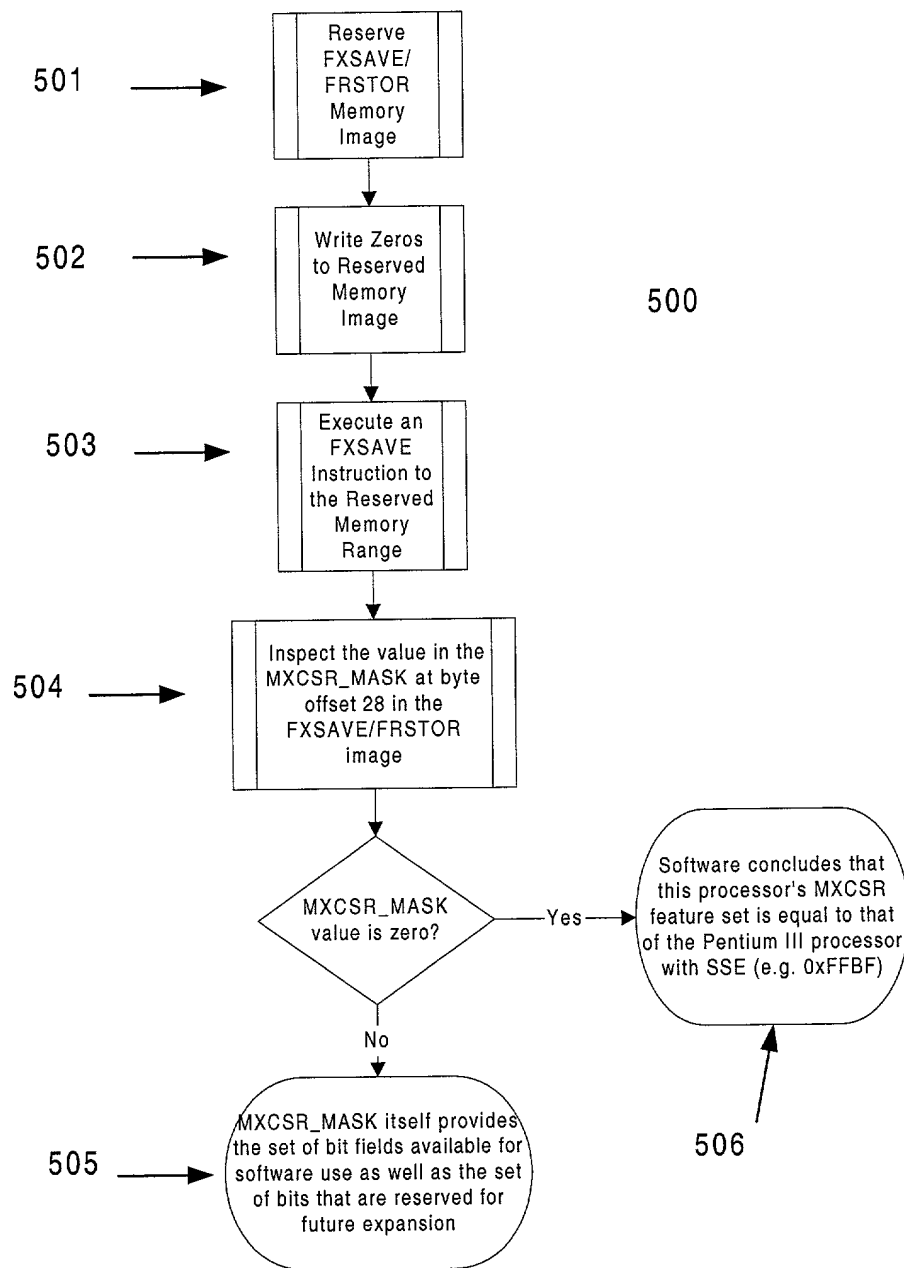 501
Reserve
FXSAVE/
FRSTOR
Memory
Image
502
Write Zeros
to Reserved
Memory
Image
500
503
Execute an
FXSAVE
Instruction to
the Reserved
Memory
Range
504
Inspect the value in the
MXCSR_MASK at byte
offset 28 in the
FXSAVE/FRSTOR
image
MXCSR_MASK
value is zero?
Yes
Software concludes that
this processor's MXCSR
feature set is equal to that
of the Pentium III processor
with SSE (e.g. 0xFFBF)
No
506
505
MXCSR_MASK itself provides
the set of bit fields available for
software use as well as the set
of bits that are reserved for
future expansion